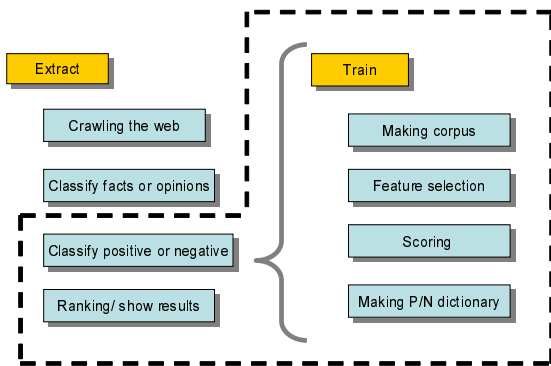 Extract
Crawling the web
Classify facts or opinions
Classify positive or negative
Ranking/ show results
Train
Making corpus
Feature selection
Scoring
Making P/N dictionary